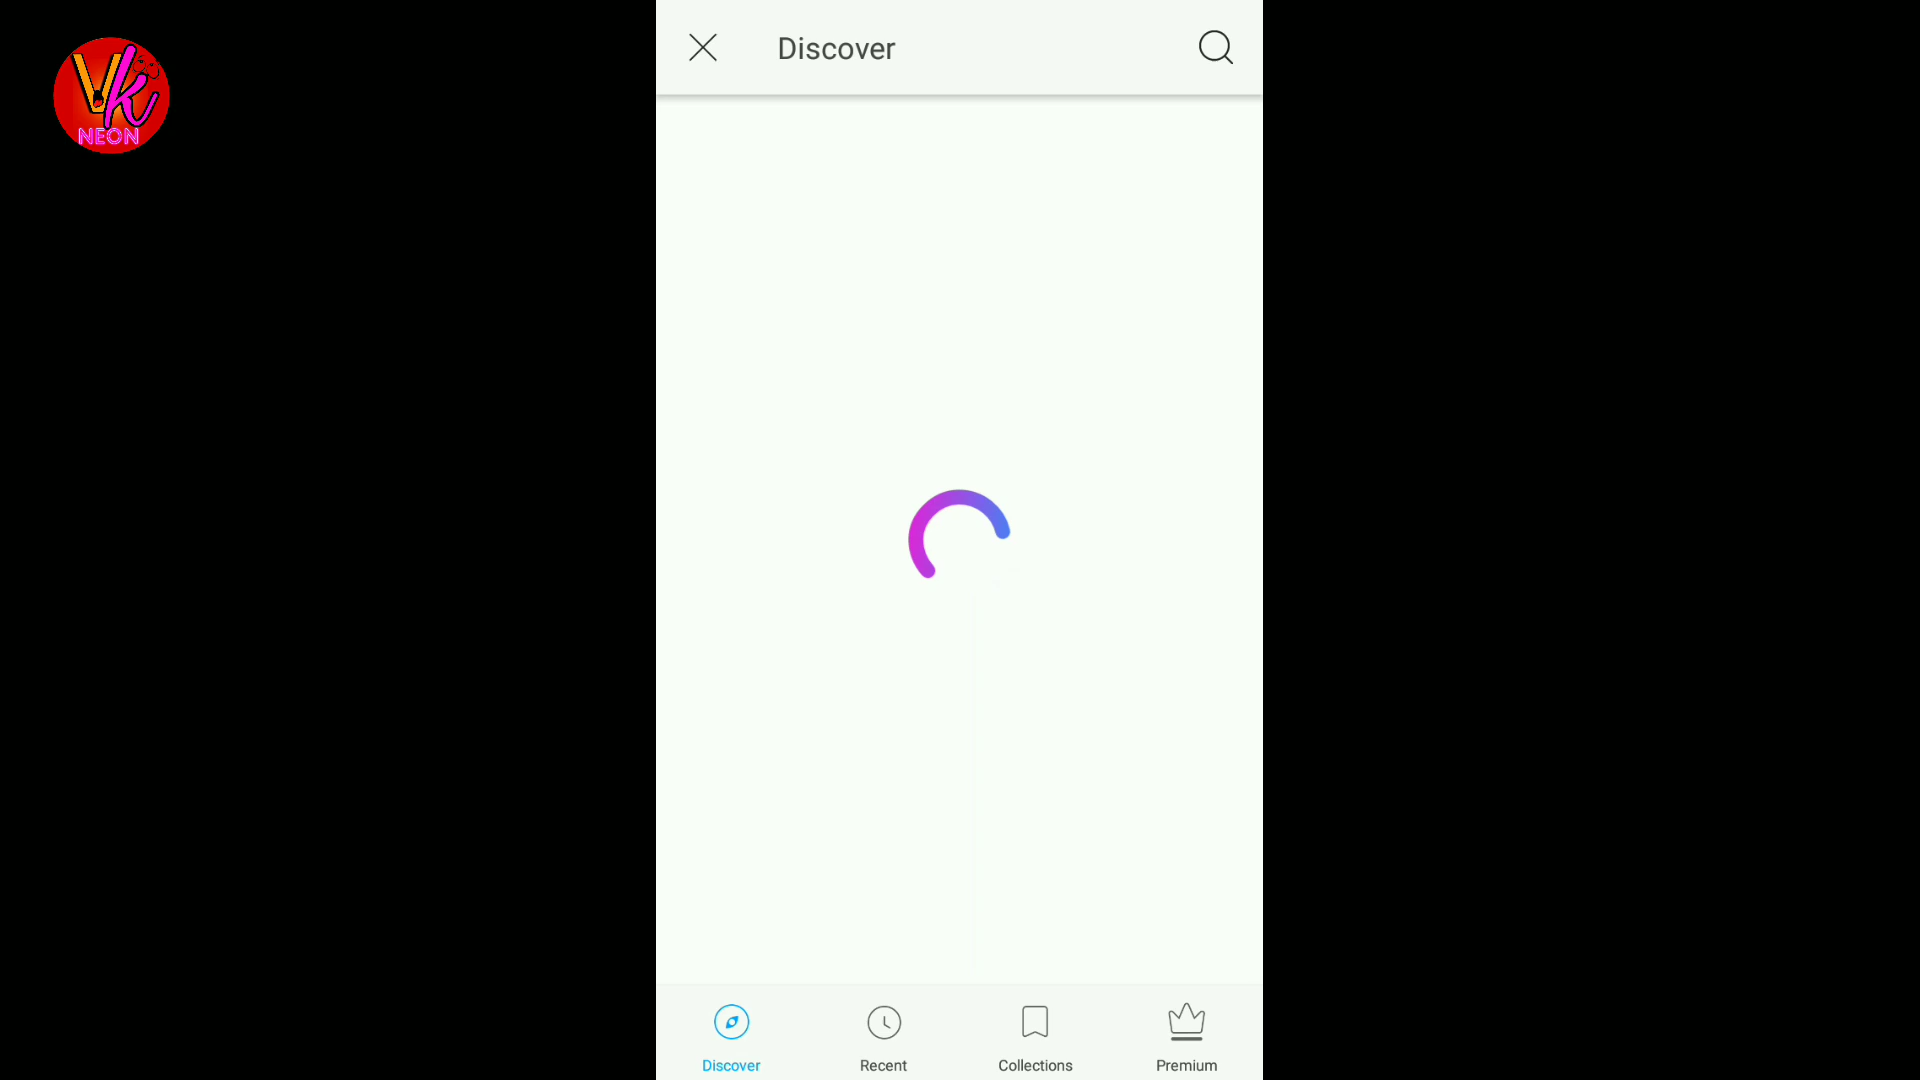 Vk
NEON
Discover
Discover
Recent
Collections
Premium